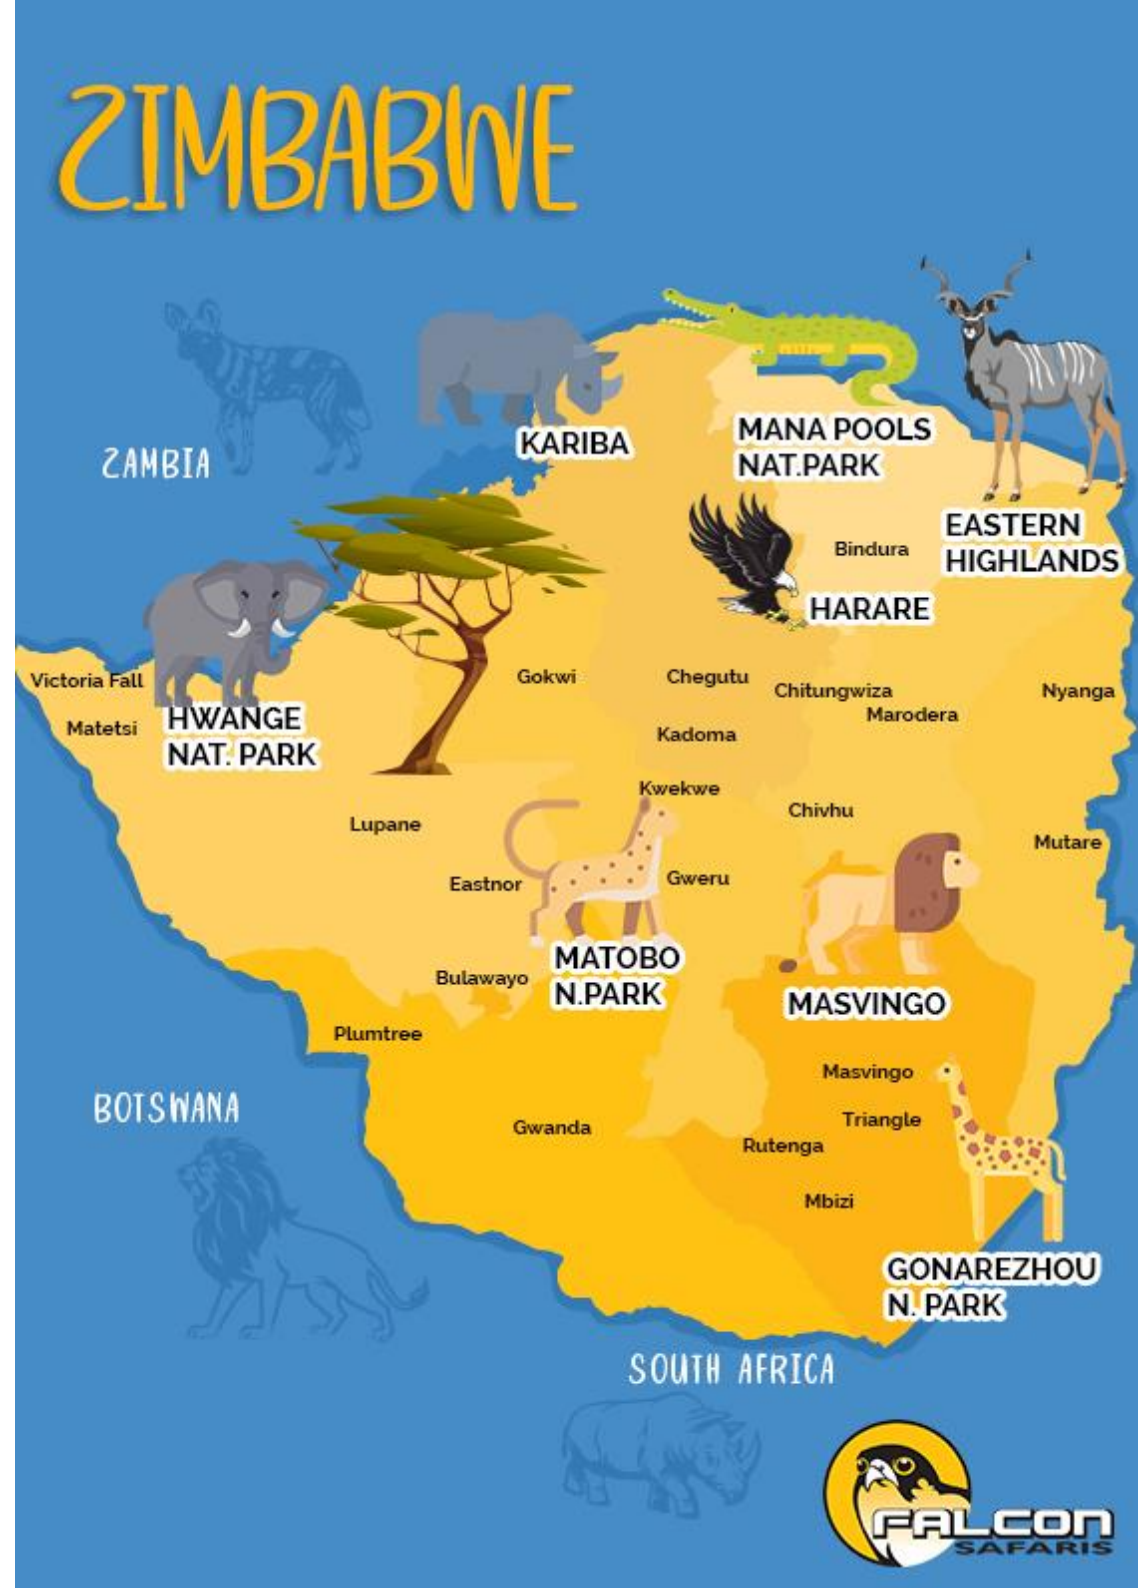 ZIMBABWE
ZAMBIA
KARIBA
MANA POOLS
NAT.PARK
EASTERN
HIGHLANDS
Bindura
HARARE
Victoria Fall
Matetsi
HWANGE
NAT. PARK
Gokwi
Chegutu
Chitungwiza
Marodera
Nyanga
Kadoma
Kwekwe
Chivhu
Lupane
Mutare
Eastnor
Gweru
MATOBO
N.PARK
Bulawayo
MASVINGO
Plumtree
Masvingo
BOTSWANA
Gwanda
Triangle
Rutenga
Mbizi
GONAREZHOU
N. PARK
SOUTH AFRICA
FALCON
SAFARIS